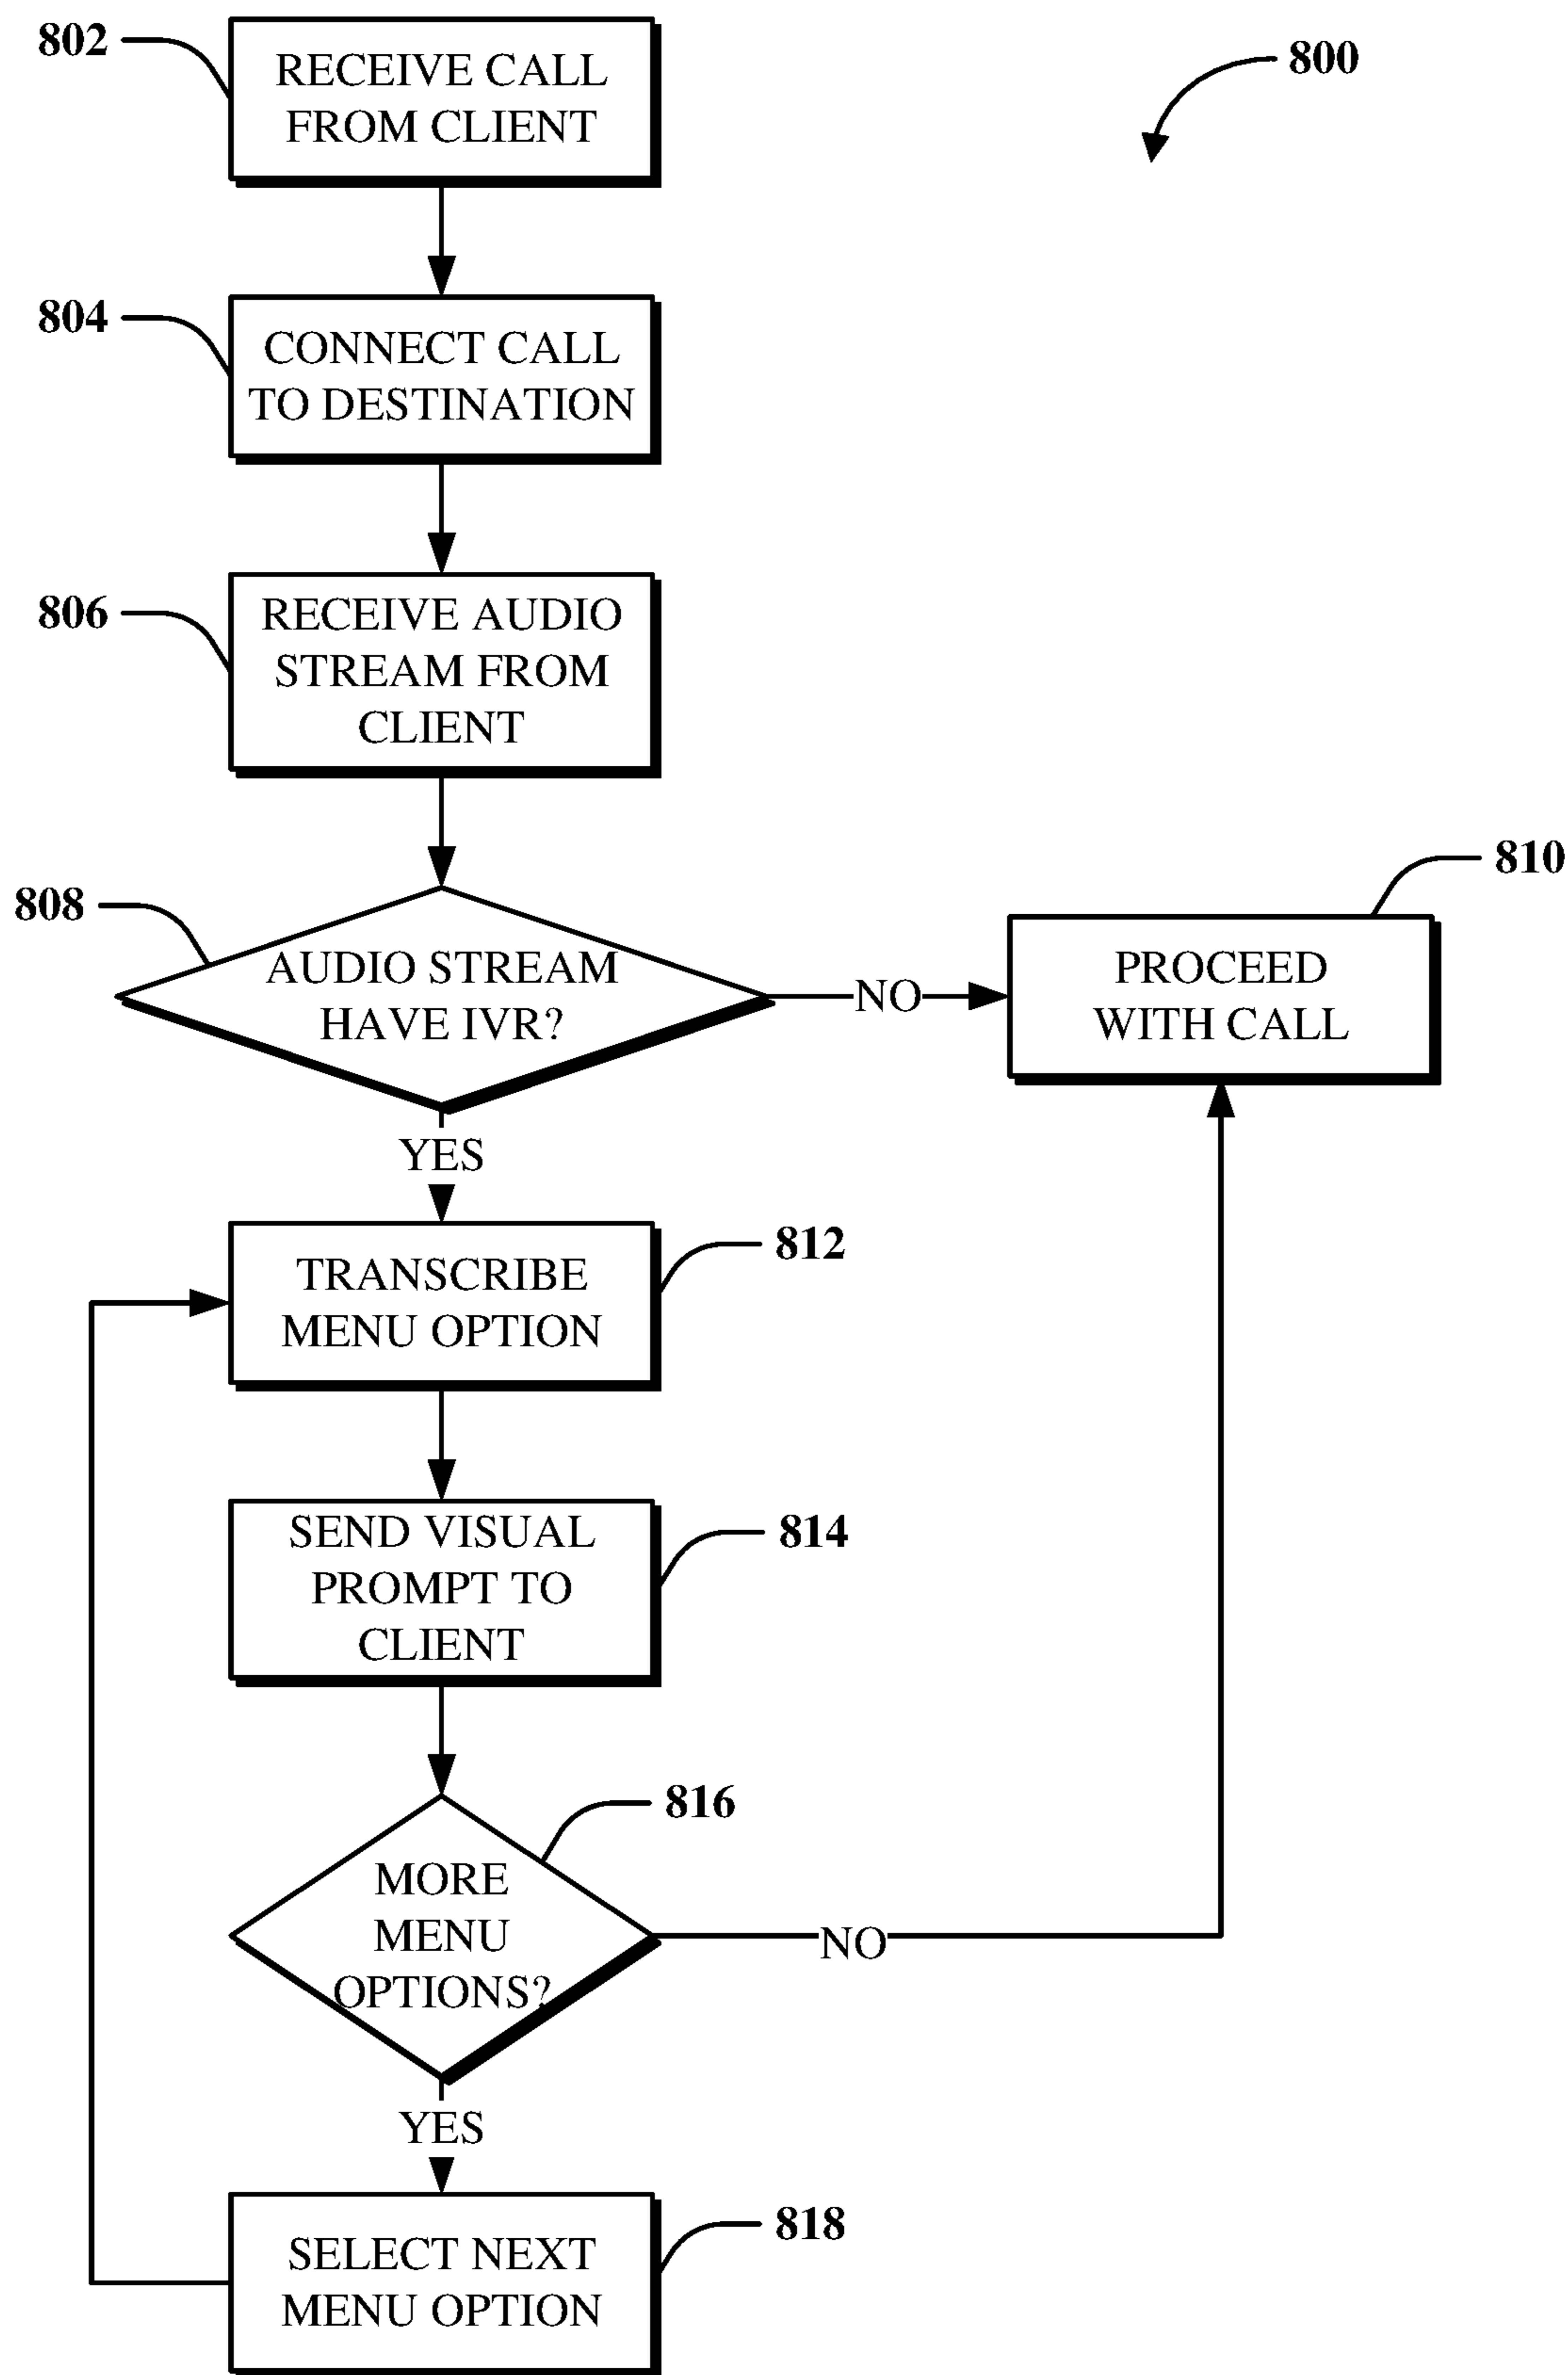 802
RECEIVE CALL
FROM CLIENT
800
804
CONNECT CALL
TO DESTINATION
806
RECEIVE AUDIO
STREAM FROM
CLIENT
808
AUDIO STREAM
HAVE IVR?
NO
810
PROCEED
WITH CALL
YES
812
TRANSCRIBE
MENU OPTION
814
SEND VISUAL
PROMPT TO
CLIENT
816
MORE
MENU
OPTIONS?
NO
YES
818
SELECT NEXT
MENU OPTION